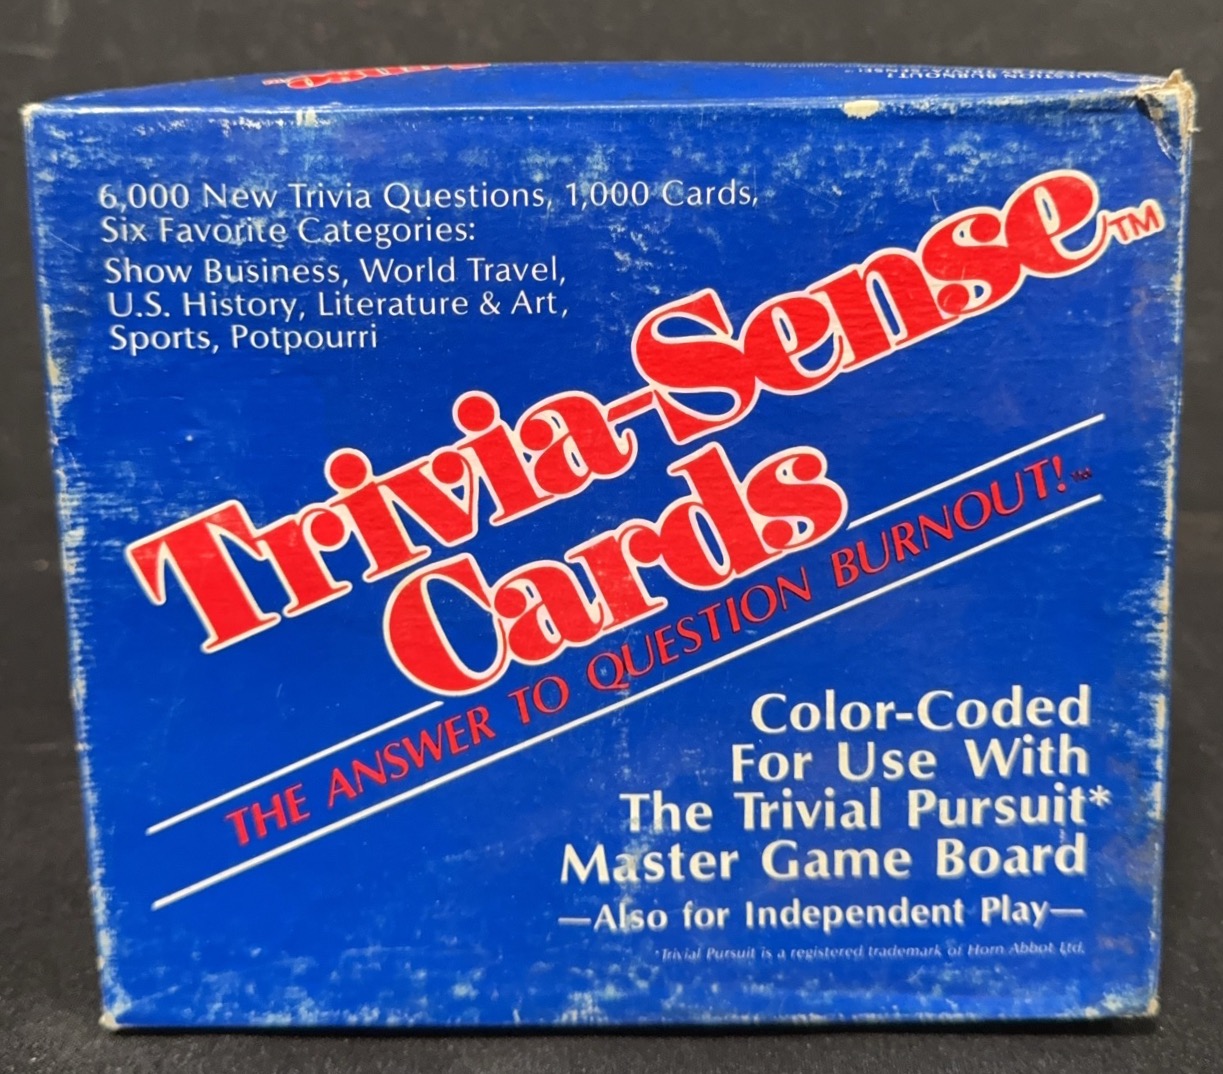 6,000 New Trivia Questions, 1,000 Cards,
Six Favorite Categories:
Show Business, World Travel,
U.S. History, Literature & Art,
Sports, Potpourri
Trivia-Sense™
Cards
THE ANSWER TO QUESTION BURNOUT!™
Color-Coded
For Use With
The Trivial Pursuit*
Master Game Board
—Also for Independent Play—
*Trivial Pursuit is a registered trademark of Horn Abbot Ltd.